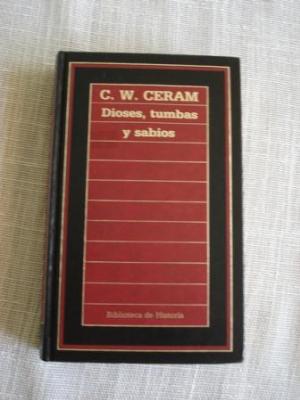 C. W. CERAM
Dioses, tumbas
y sabios
Biblioteca de Historia